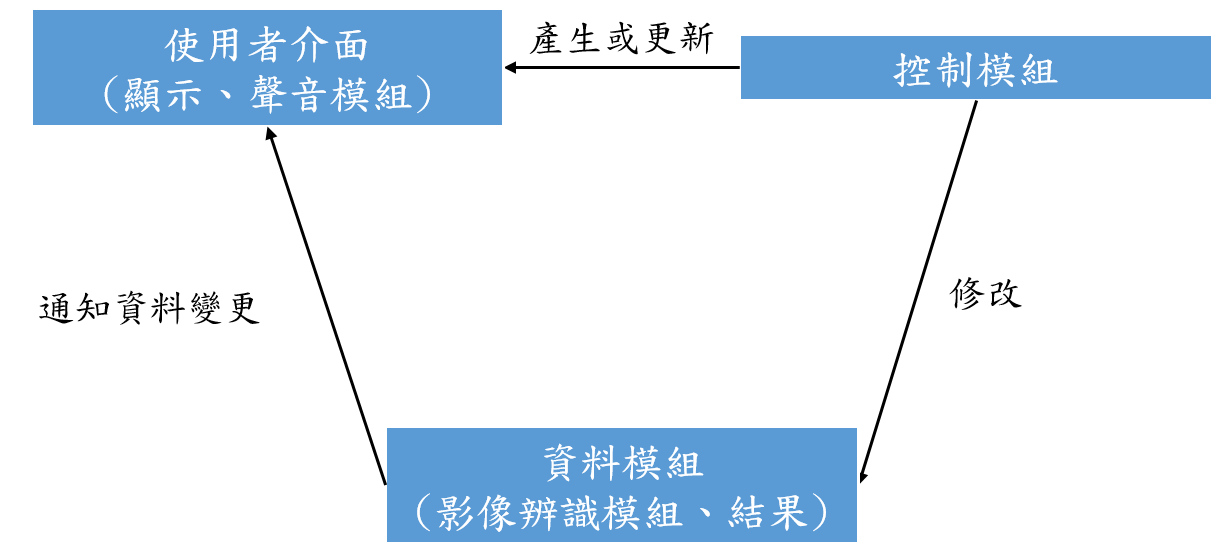 使用者介面
（顯示、聲音模組）
產生或更新
控制模組
通知資料變更
修改
資料模組
（影像辨識模組、結果）